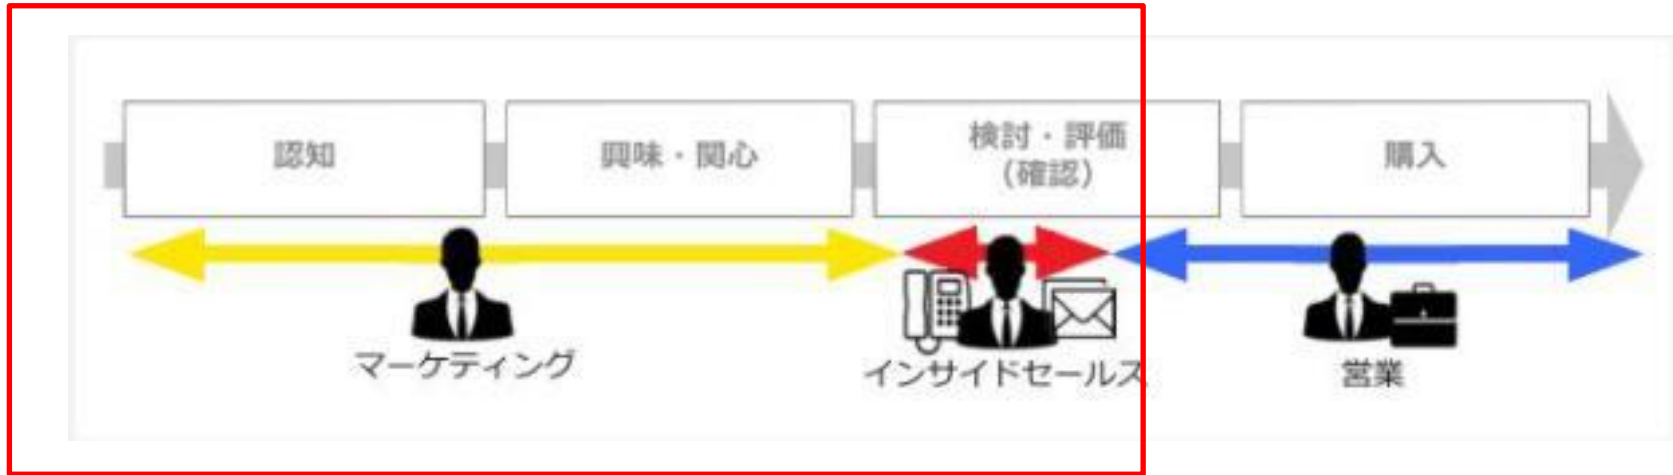 認知
興味・関心
検討・評価
(確認)
購入
マーケティング
インサイドセールス
営業